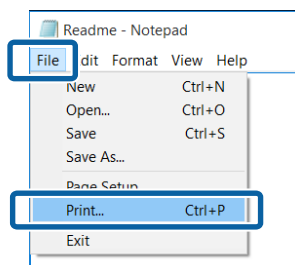 Readme - Notepad
File Edit Format View Help
New Ctrl+N
Open... Ctrl+O
Save Ctrl+S
Save As...
Page Setup...
Print... Ctrl+P
Exit